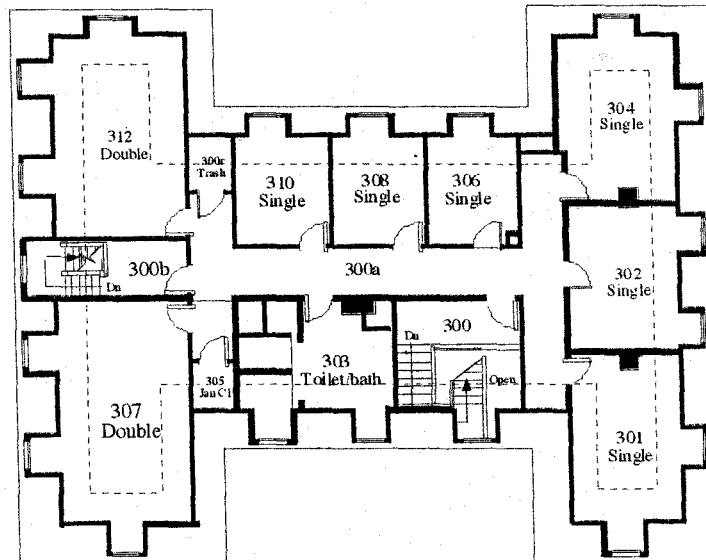 304
Single
312
Double
300c
Trash
310
Single
308
Single
306
Single
300b
Dn
300a
302
Single
300
Dn
303
Toilet/bath
Open
305
Jan Cl
307
Double
301
Single